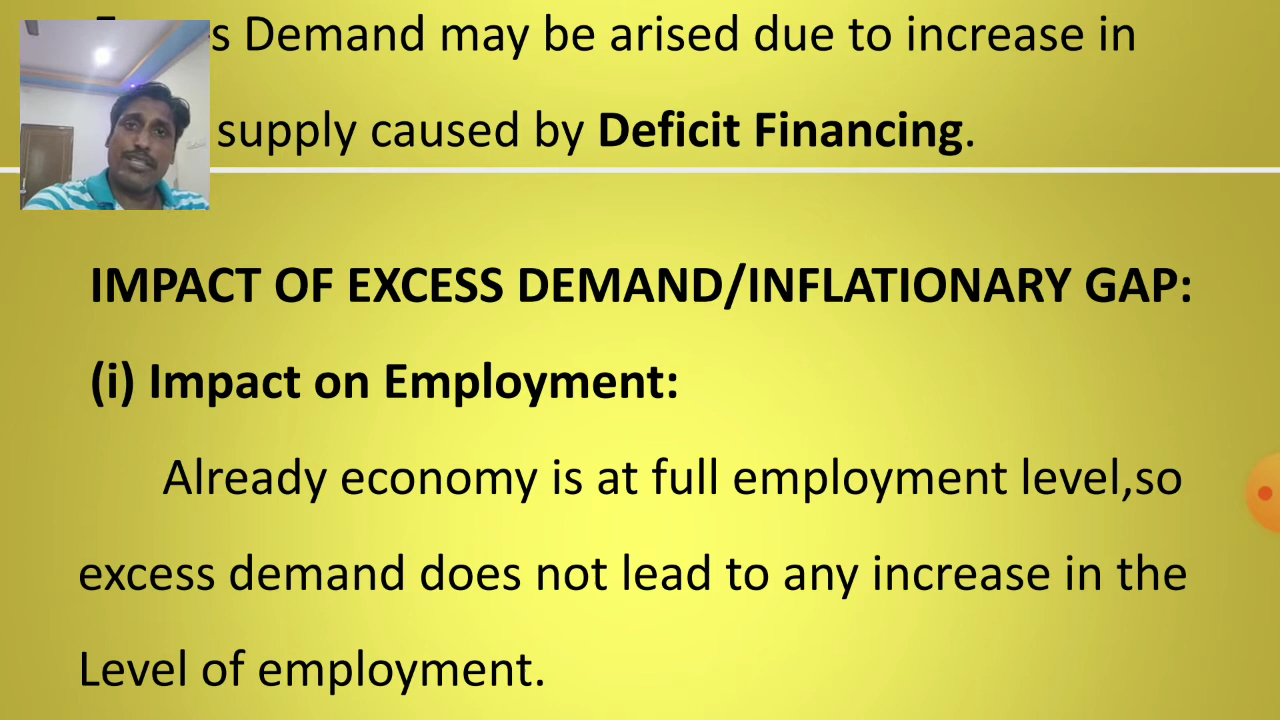 s Demand may be arised due to increase in
supply caused by Deficit Financing.
IMPACT OF EXCESS DEMAND/INFLATIONARY GAP:
(i) Impact on Employment:
Already economy is at full employment level,so
excess demand does not lead to any increase in the
Level of employment.